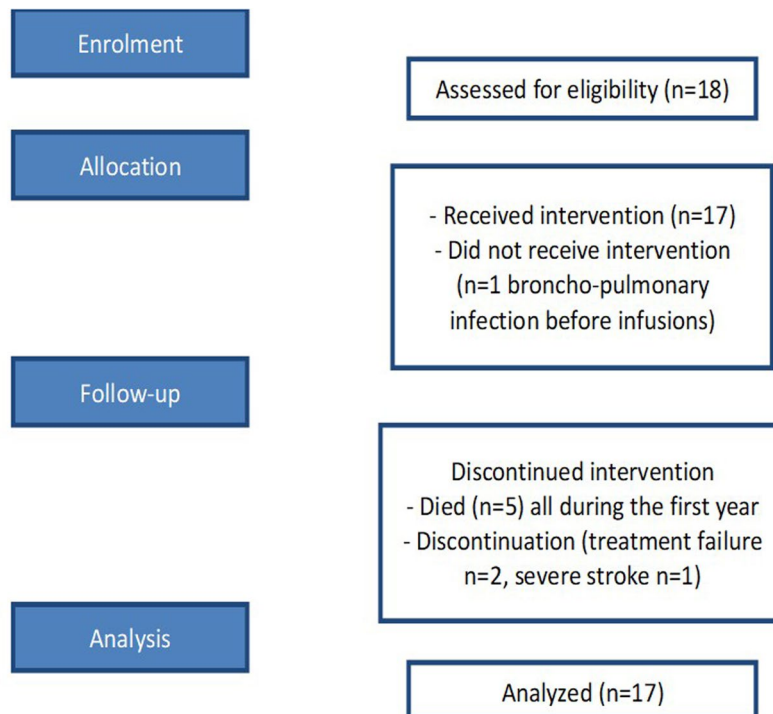 Enrolment
Assessed for eligibility (n=18)
Allocation
- Received intervention (n=17)
- Did not receive intervention
(n=1 broncho-pulmonary
infection before infusions)
Follow-up
Discontinued intervention
- Died (n=5) all during the first year
- Discontinuation (treatment failure
n=2, severe stroke n=1)
Analysis
Analyzed (n=17)